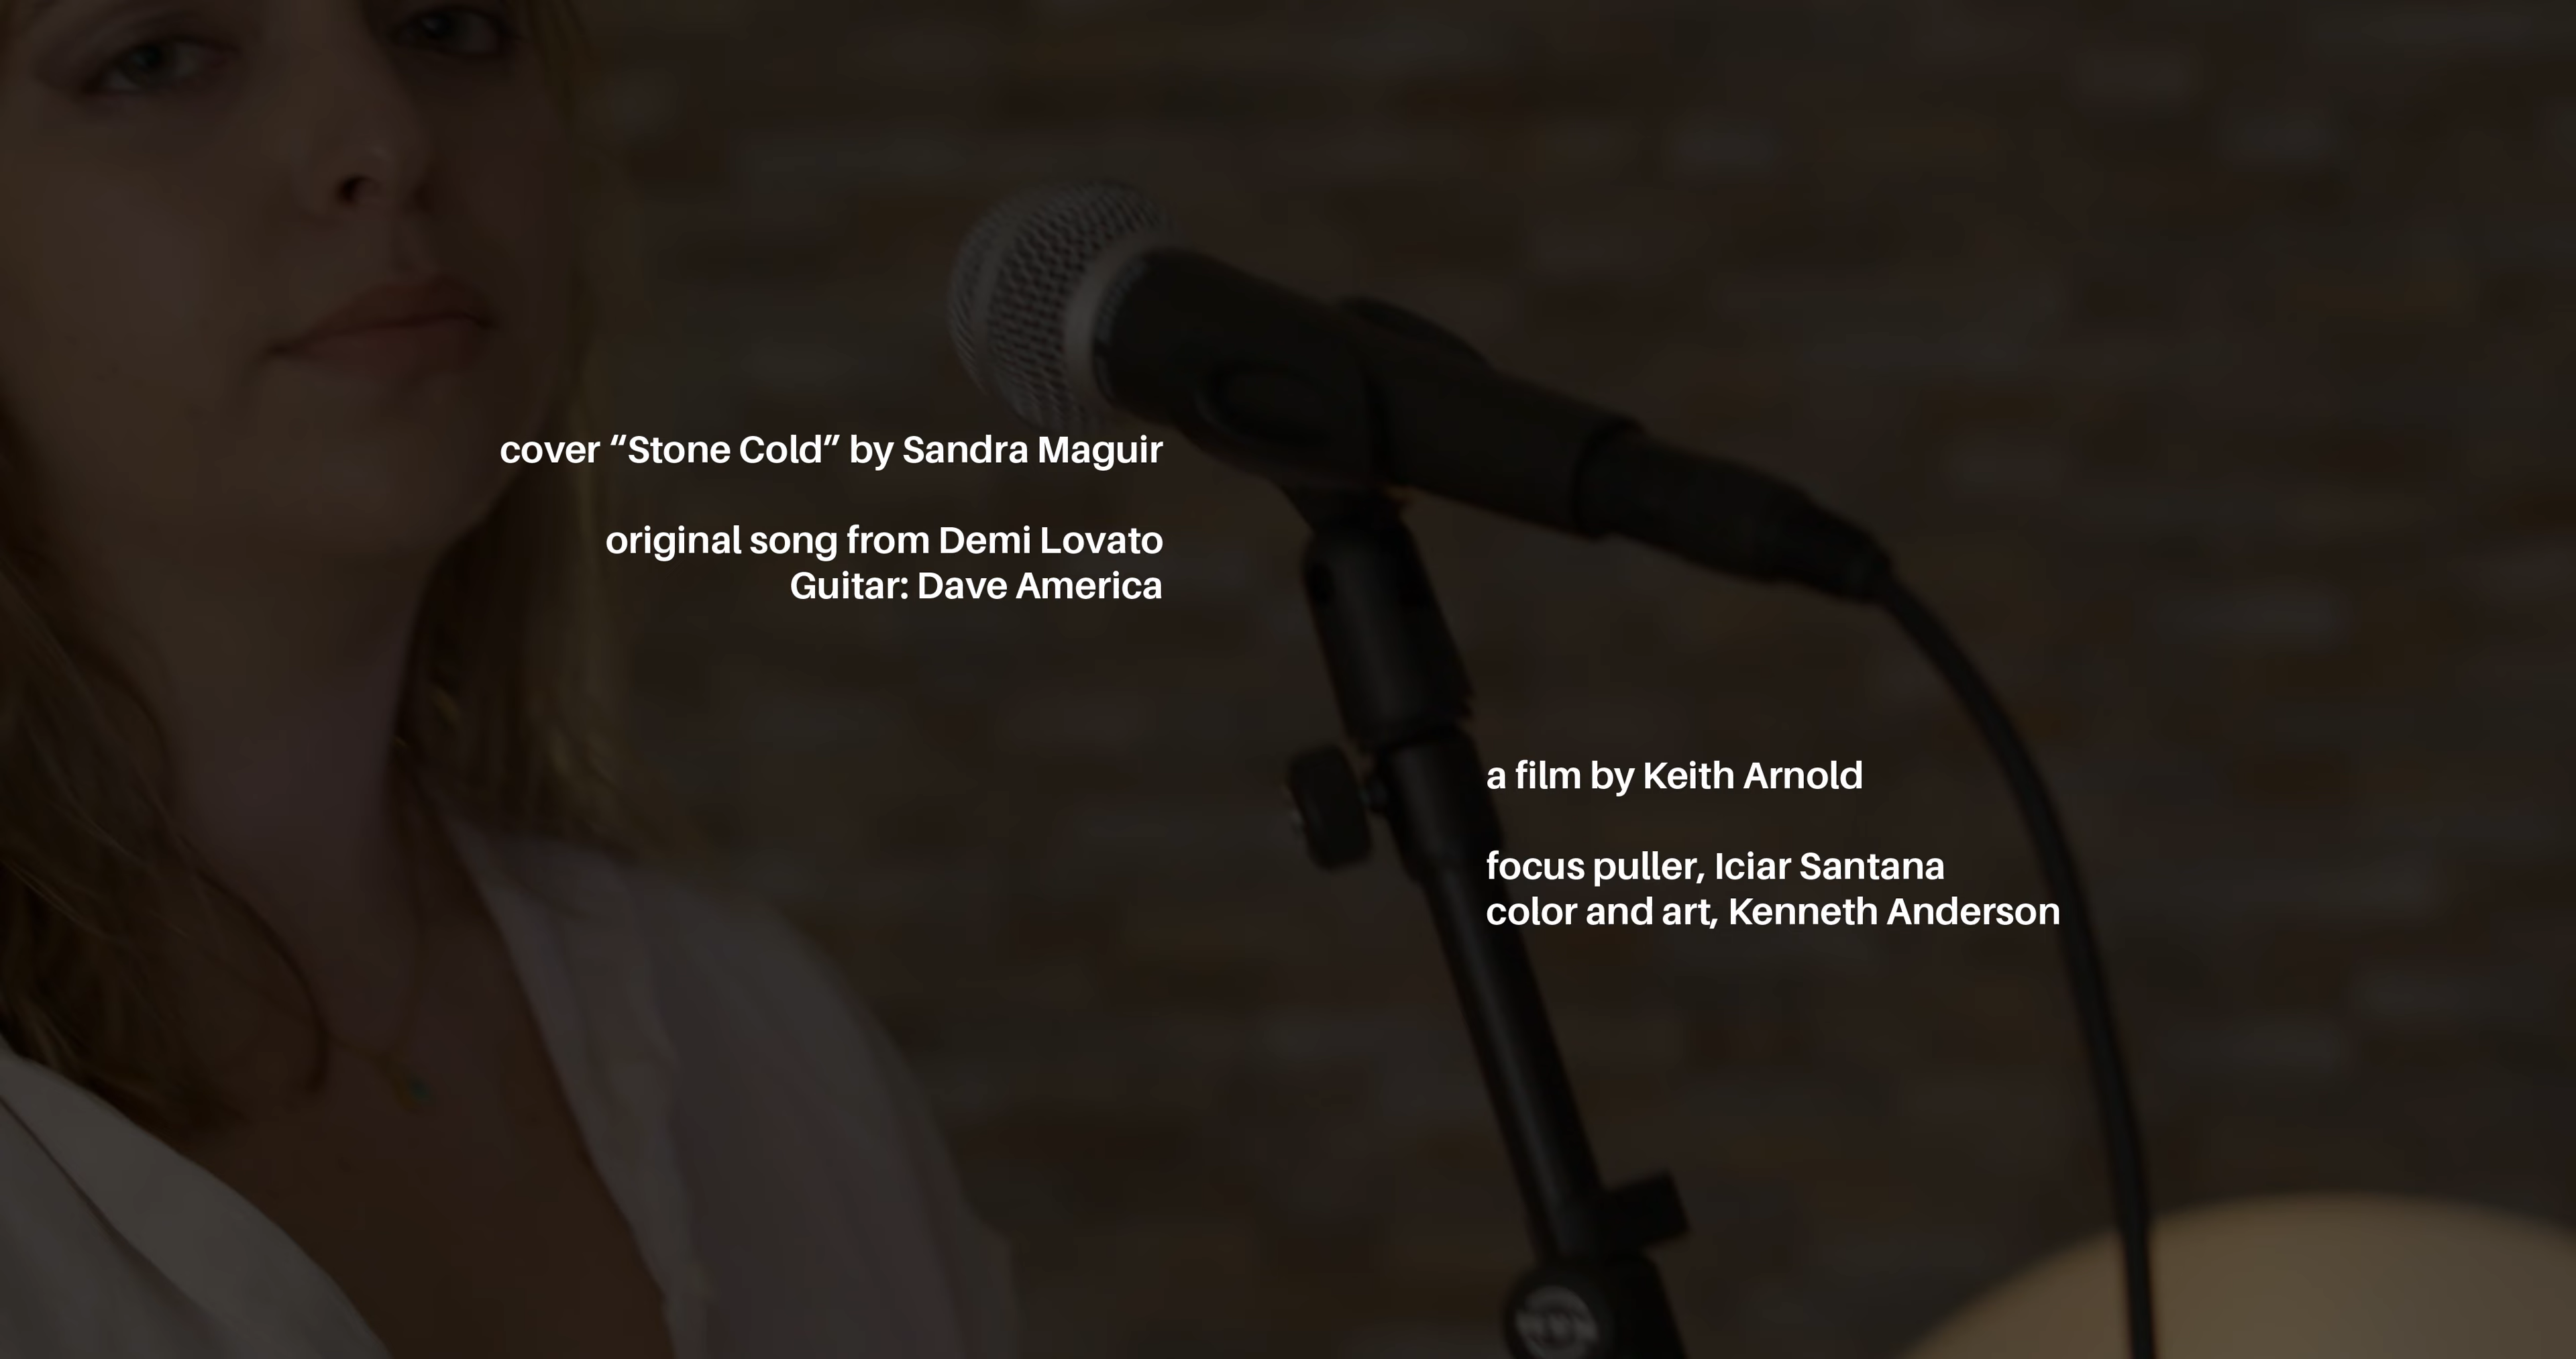 cover “Stone Cold” by Sandra Maguir
original song from Demi Lovato
Guitar: Dave America
a film by Keith Arnold
focus puller, Iciar Santana
color and art, Kenneth Anderson